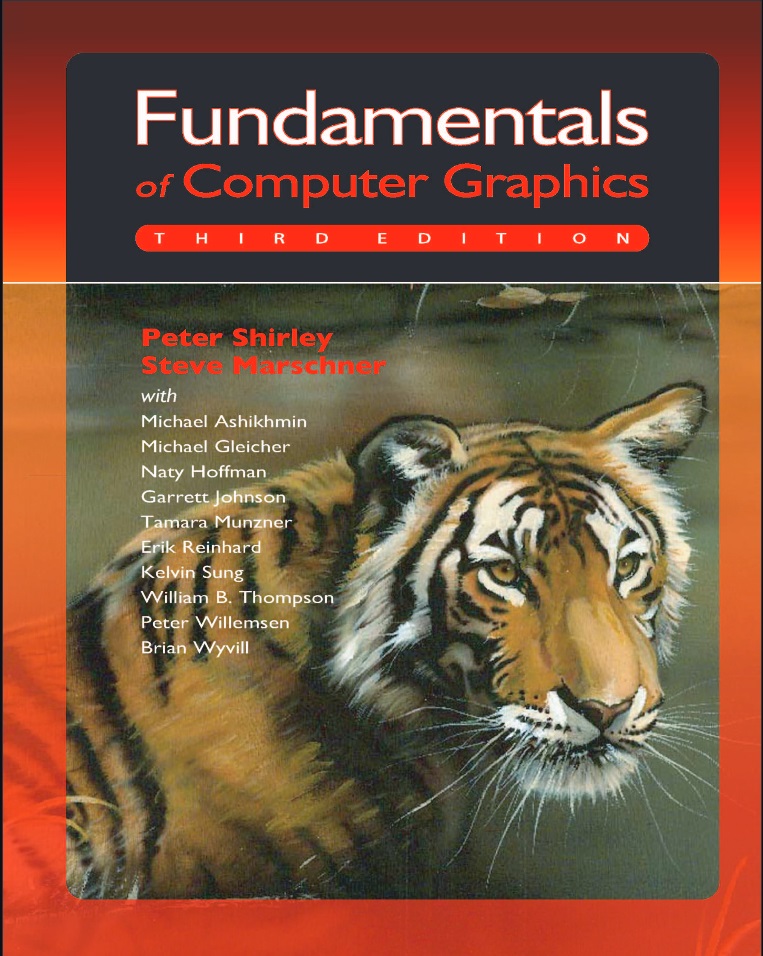 Fundamentals
of Computer Graphics
THIRD EDITION
Peter Shirley
Steve Marschner
with
Michael Ashikhmin
Michael Gleicher
Naty Hoffman
Garrett Johnson
Tamara Munzner
Erik Reinhard
Kelvin Sung
William B. Thompson
Peter Willemsen
Brian Wyvill